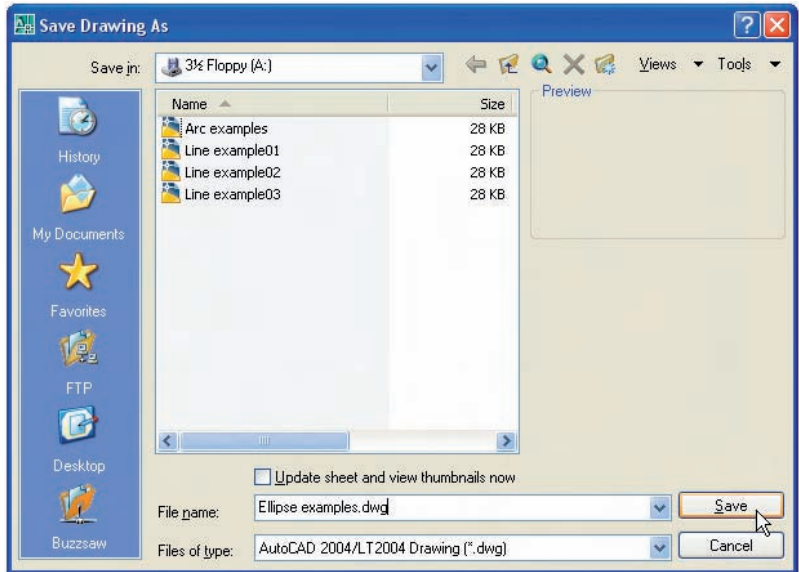 Save Drawing As
Save in: 3½ Floppy (A:) Views Tools
Name Size Preview
Arc examples 28 KB
Line example01 28 KB
Line example02 28 KB
Line example03 28 KB
History
My Documents
Favorites
FTP
Desktop
Buzzsaw
Update sheet and view thumbnails now
File name: Ellipse examples.dwg Save
Files of type: AutoCAD 2004/LT2004 Drawing (*.dwg) Cancel